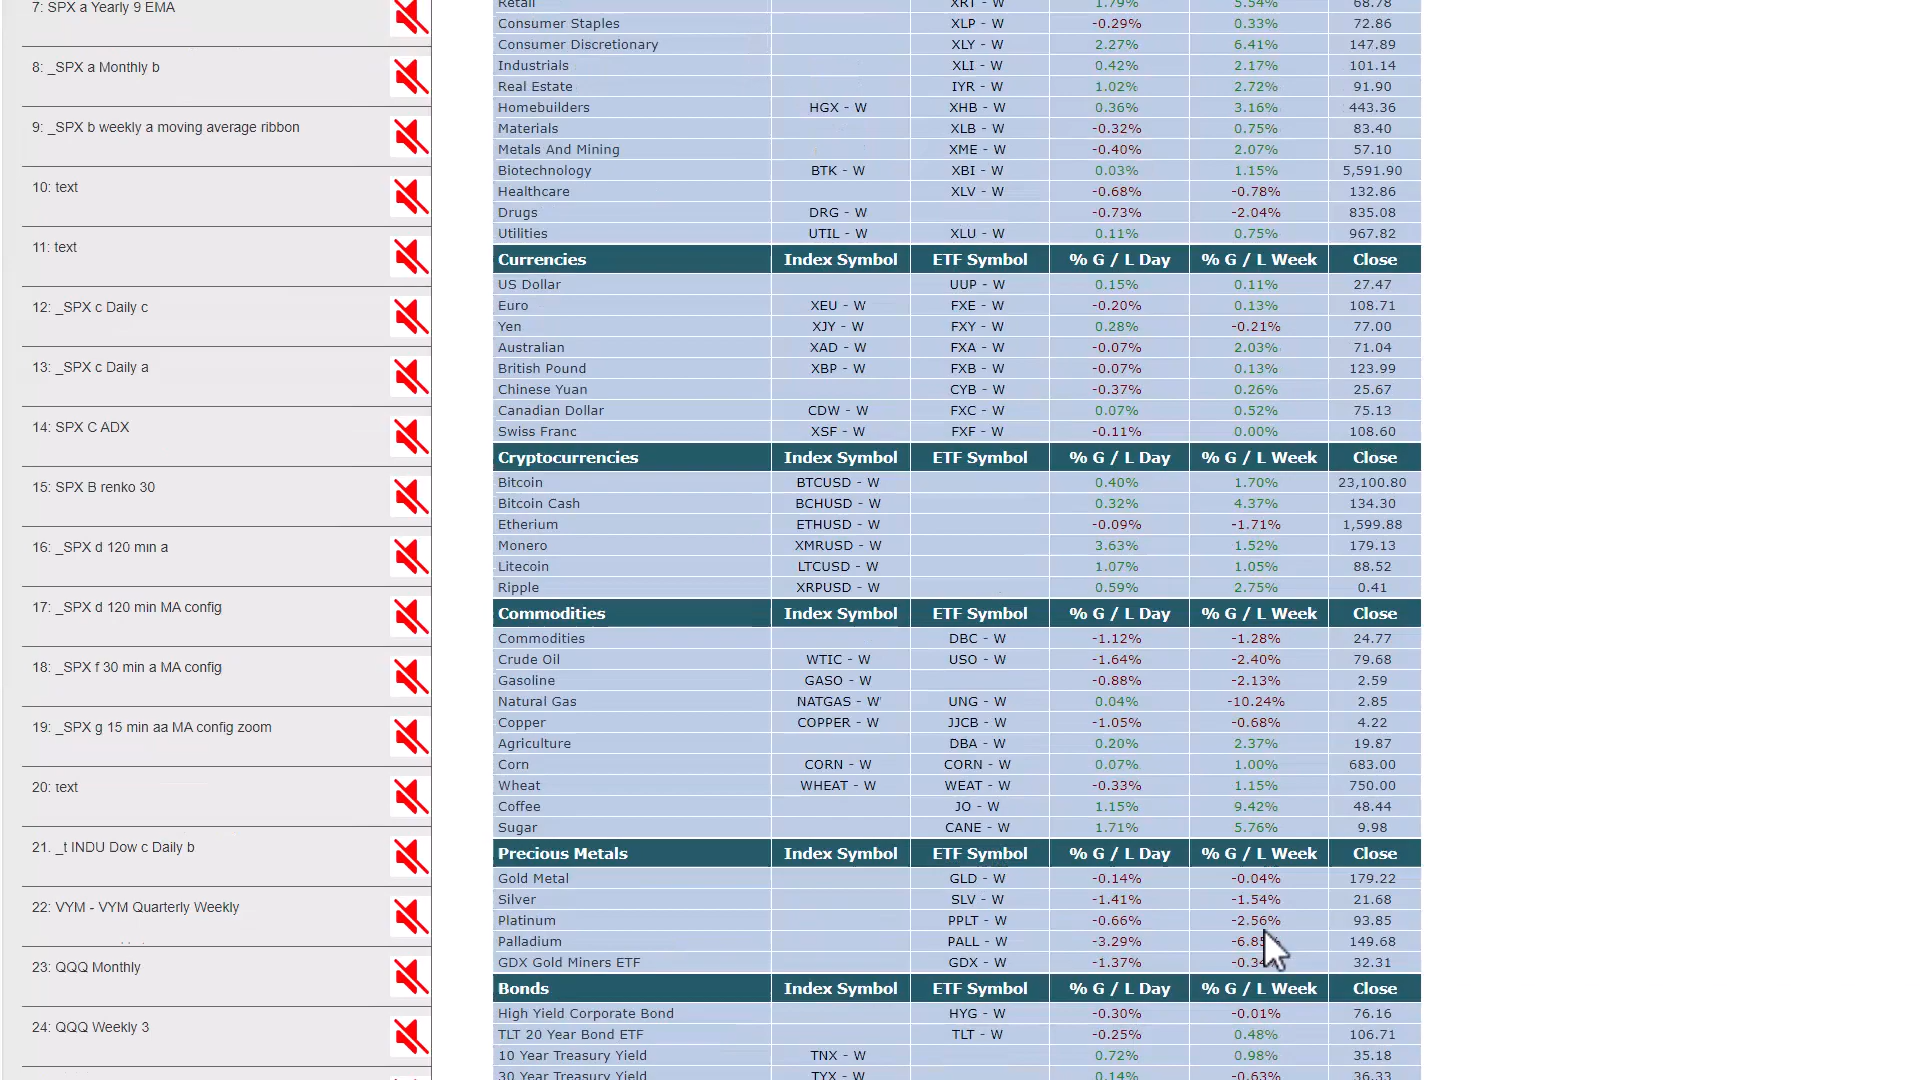 7: SPX a Yearly 9 EMA
8: _SPX a Monthly b
9: _SPX b weekly a moving average ribbon
10: text
11: text
12: _SPX c Daily c
13: _SPX c Daily a
14: SPX C ADX
15: SPX B renko 30
16: _SPX d 120 min a
17: _SPX d 120 min MA config
18: _SPX f 30 min a MA config
19: _SPX g 15 min aa MA config zoom
20: text
21. _t INDU Dow c Daily b
22: VYM - VYM Quarterly Weekly
23: QQQ Monthly
24: QQQ Weekly 3
Retail XRT - W 1.79% 5.54% 68.78
Consumer Staples XLP - W -0.29% 0.33% 72.86
Consumer Discretionary XLY - W 2.27% 6.41% 147.89
Industrials XLI - W 0.42% 2.17% 101.14
Real Estate IYR - W 1.02% 2.72% 91.90
Homebuilders HGX - W XHB - W 0.36% 3.16% 443.36
Materials XLB - W -0.32% 0.75% 83.40
Metals And Mining XME - W -0.40% 2.07% 57.10
Biotechnology BTK - W XBI - W 0.03% 1.15% 5,591.90
Healthcare XLV - W -0.68% -0.78% 132.86
Drugs DRG - W -0.73% -2.04% 835.08
Utilities UTIL - W XLU - W 0.11% 0.75% 967.82
Currencies Index Symbol ETF Symbol % G / L Day % G / L Week Close
US Dollar UUP - W 0.15% 0.11% 27.47
Euro XEU - W FXE - W -0.20% 0.13% 108.71
Yen XJY - W FXY - W 0.28% -0.21% 77.00
Australian XAD - W FXA - W -0.07% 2.03% 71.04
British Pound XBP - W FXB - W -0.07% 0.13% 123.99
Chinese Yuan CYB - W -0.37% 0.26% 25.67
Canadian Dollar CDW - W FXC - W 0.07% 0.52% 75.13
Swiss Franc XSF - W FXF - W -0.11% 0.00% 108.60
Cryptocurrencies Index Symbol ETF Symbol % G / L Day % G / L Week Close
Bitcoin BTCUSD - W 0.40% 1.70% 23,100.80
Bitcoin Cash BCHUSD - W 0.32% 4.37% 134.30
Etherium ETHUSD - W -0.09% -1.71% 1,599.88
Monero XMRUSD - W 3.63% 1.52% 179.13
Litecoin LTCUSD - W 1.07% 1.05% 88.52
Ripple XRPUSD - W 0.59% 2.75% 0.41
Commodities Index Symbol ETF Symbol % G / L Day % G / L Week Close
Commodities DBC - W -1.12% -1.28% 24.77
Crude Oil WTIC - W USO - W -1.64% -2.40% 79.68
Gasoline GASO - W -0.88% -2.13% 2.59
Natural Gas NATGAS - W UNG - W 0.04% -10.24% 2.85
Copper COPPER - W JJCB - W -1.05% -0.68% 4.22
Agriculture DBA - W 0.20% 2.37% 19.87
Corn CORN - W CORN - W 0.07% 1.00% 683.00
Wheat WHEAT - W WEAT - W -0.33% 1.15% 750.00
Coffee JO - W 1.15% 9.42% 48.44
Sugar CANE - W 1.71% 5.76% 9.98
Precious Metals Index Symbol ETF Symbol % G / L Day % G / L Week Close
Gold Metal GLD - W -0.14% -0.04% 179.22
Silver SLV - W -1.41% -1.54% 21.68
Platinum PPLT - W -0.66% -2.56% 93.85
Palladium PALL - W -3.29% 149.68
GDX Gold Miners ETF GDX - W -1.37% 32.31
Bonds Index Symbol ETF Symbol % G / L Day % G / L Week Close
High Yield Corporate Bond HYG - W -0.30% -0.01% 76.16
TLT 20 Year Bond ETF TLT - W -0.25% 0.48% 106.71
10 Year Treasury Yield TNX - W 0.72% 0.98% 35.18
30 Year Treasury Yield TYX - W 0.14% -0.63% 36.33